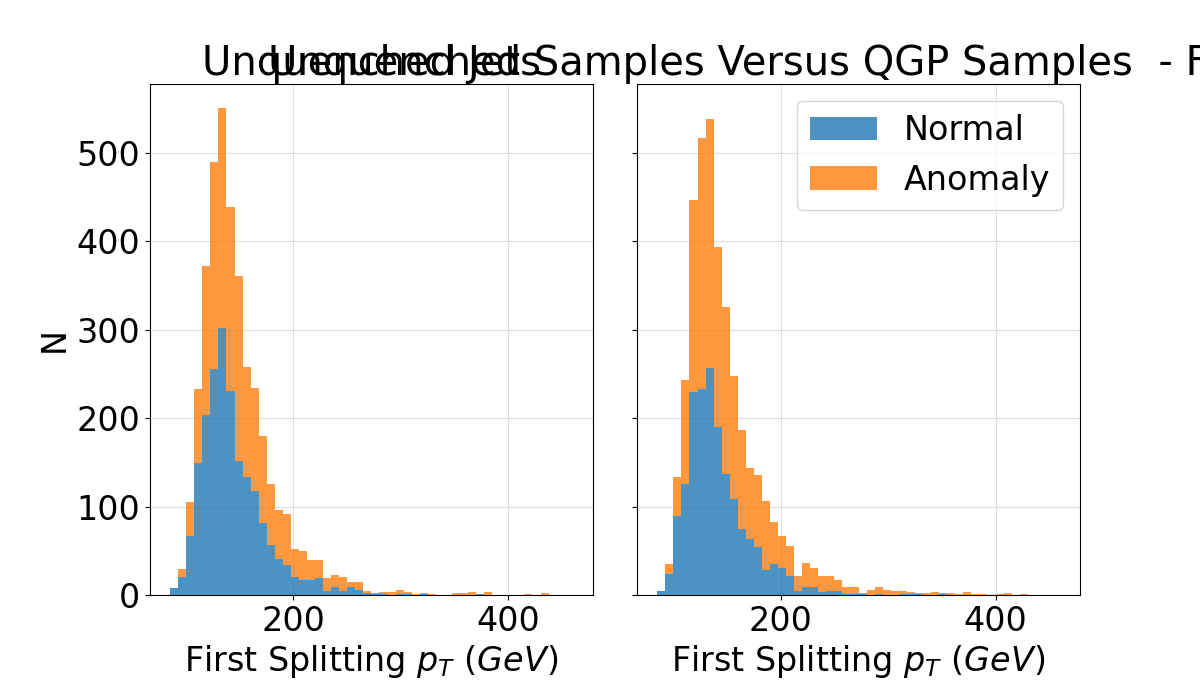 Samples Versus QGP Samples - F
Normal
Anomaly
N
500
400
300
200
100
0
200
400
200
400
First Splitting $p_T$ (GeV)
First Splitting $p_T$ (GeV)